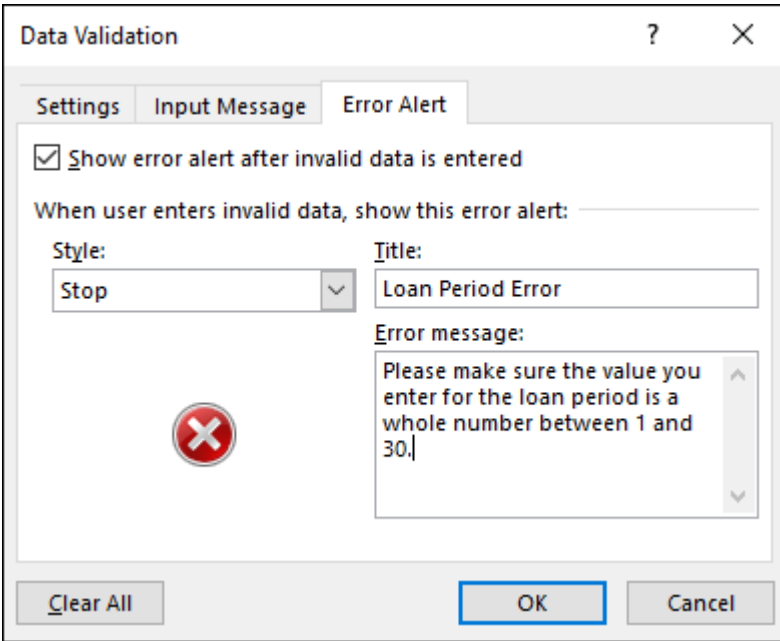 Data Validation ?
Settings Input Message Error Alert
Show error alert after invalid data is entered
When user enters invalid data, show this error alert:
Style: Title:
Stop Loan Period Error
Error message:
Please make sure the value you
enter for the loan period is a
whole number between 1 and
30.
Clear All OK Cancel